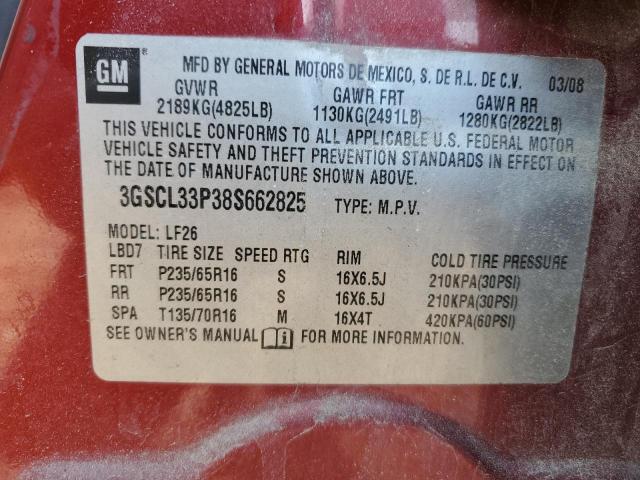 GM ®
MFD BY GENERAL MOTORS DE MEXICO, S. DE R.L. DE C.V. 03/08
GVWR GAWR FRT GAWR RR
2189KG(4825LB) 1130KG(2491LB) 1280KG(2822LB)
THIS VEHICLE CONFORMS TO ALL APPLICABLE U.S. FEDERAL MOTOR
VEHICLE SAFETY AND THEFT PREVENTION STANDARDS IN EFFECT ON
THE DATE OF MANUFACTURE SHOWN ABOVE.
3GSCL33P38S662825 TYPE: M.P.V.
MODEL: LF26
LBD7 TIRE SIZE SPEED RTG RIM COLD TIRE PRESSURE
FRT P235/65R16 S 16X6.5J 210KPA(30PSI)
RR P235/65R16 S 16X6.5J 210KPA(30PSI)
SPA T135/70R16 M 16X4T 420KPA(60PSI)
SEE OWNER'S MANUAL i FOR MORE INFORMATION.